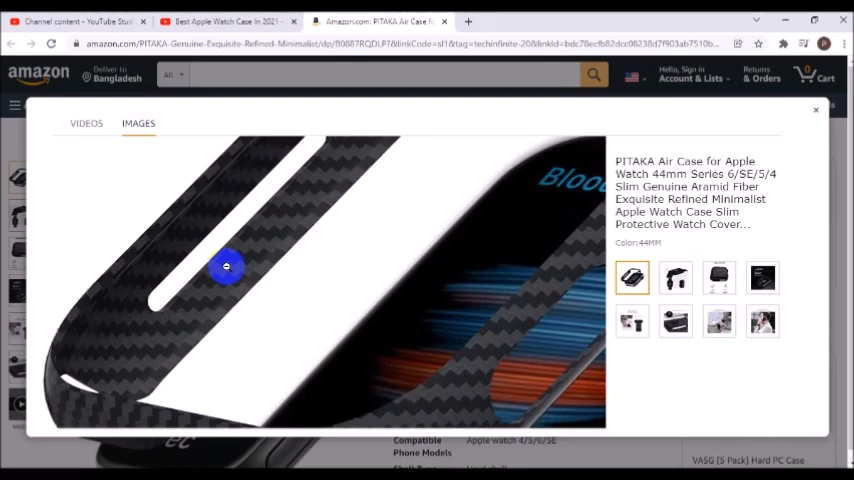 Channel content - YouTube Studi
Best Apple Watch Case In 2021 -
Amazon.com: PITAKA Air Case fo
amazon.com/PITAKA-Genuine-Exquisite-Refined-Minimalist/dp/B0887RQDLP?&linkCode=sl1&tag=techinfinite-20&linkId=bdc78ecfb82dcc08238d7f903ab7510b...
P
amazon
Deliver to
Bangladesh
All
Hello, Sign in
Account & Lists
Returns
& Orders
0
Cart
VIDEOS
IMAGES
PITAKA Air Case for Apple
Watch 44mm Series 6/SE/5/4
Slim Genuine Aramid Fiber
Exquisite Refined Minimalist
Apple Watch Case Slim
Protective Watch Cover...
Color:44MM
Bloo
Compatible
Phone Models
Apple watch 4/5/6/SE
VASG [5 Pack] Hard PC Case